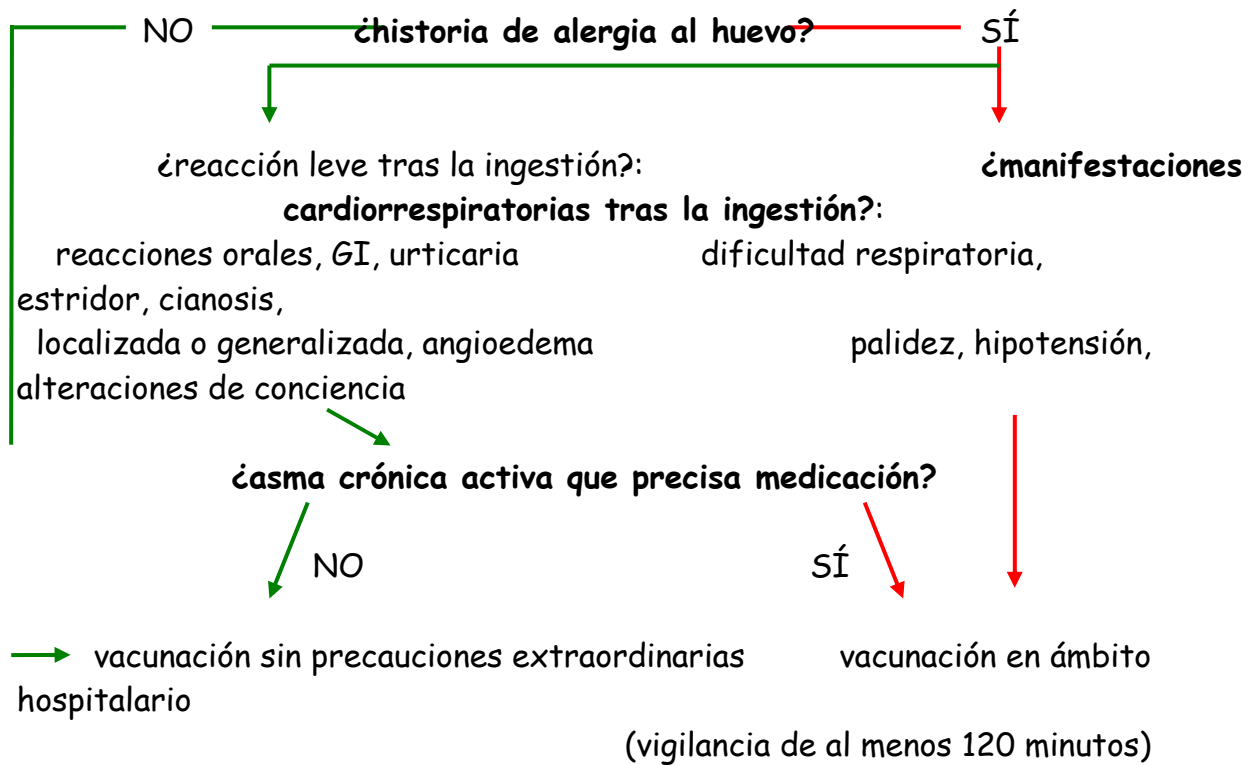 NO ¿historia de alergia al huevo? SÍ
¿reacción leve tras la ingestión?: ¿manifestaciones
cardiorrespiratorias tras la ingestión?:
reacciones orales, GI, urticaria dificultad respiratoria,
estridor, cianosis,
localizada o generalizada, angioedema palidez, hipotensión,
alteraciones de conciencia
¿asma crónica activa que precisa medicación?
NO SÍ
vacunación sin precauciones extraordinarias vacunación en ámbito
hospitalario
(vigilancia de al menos 120 minutos)